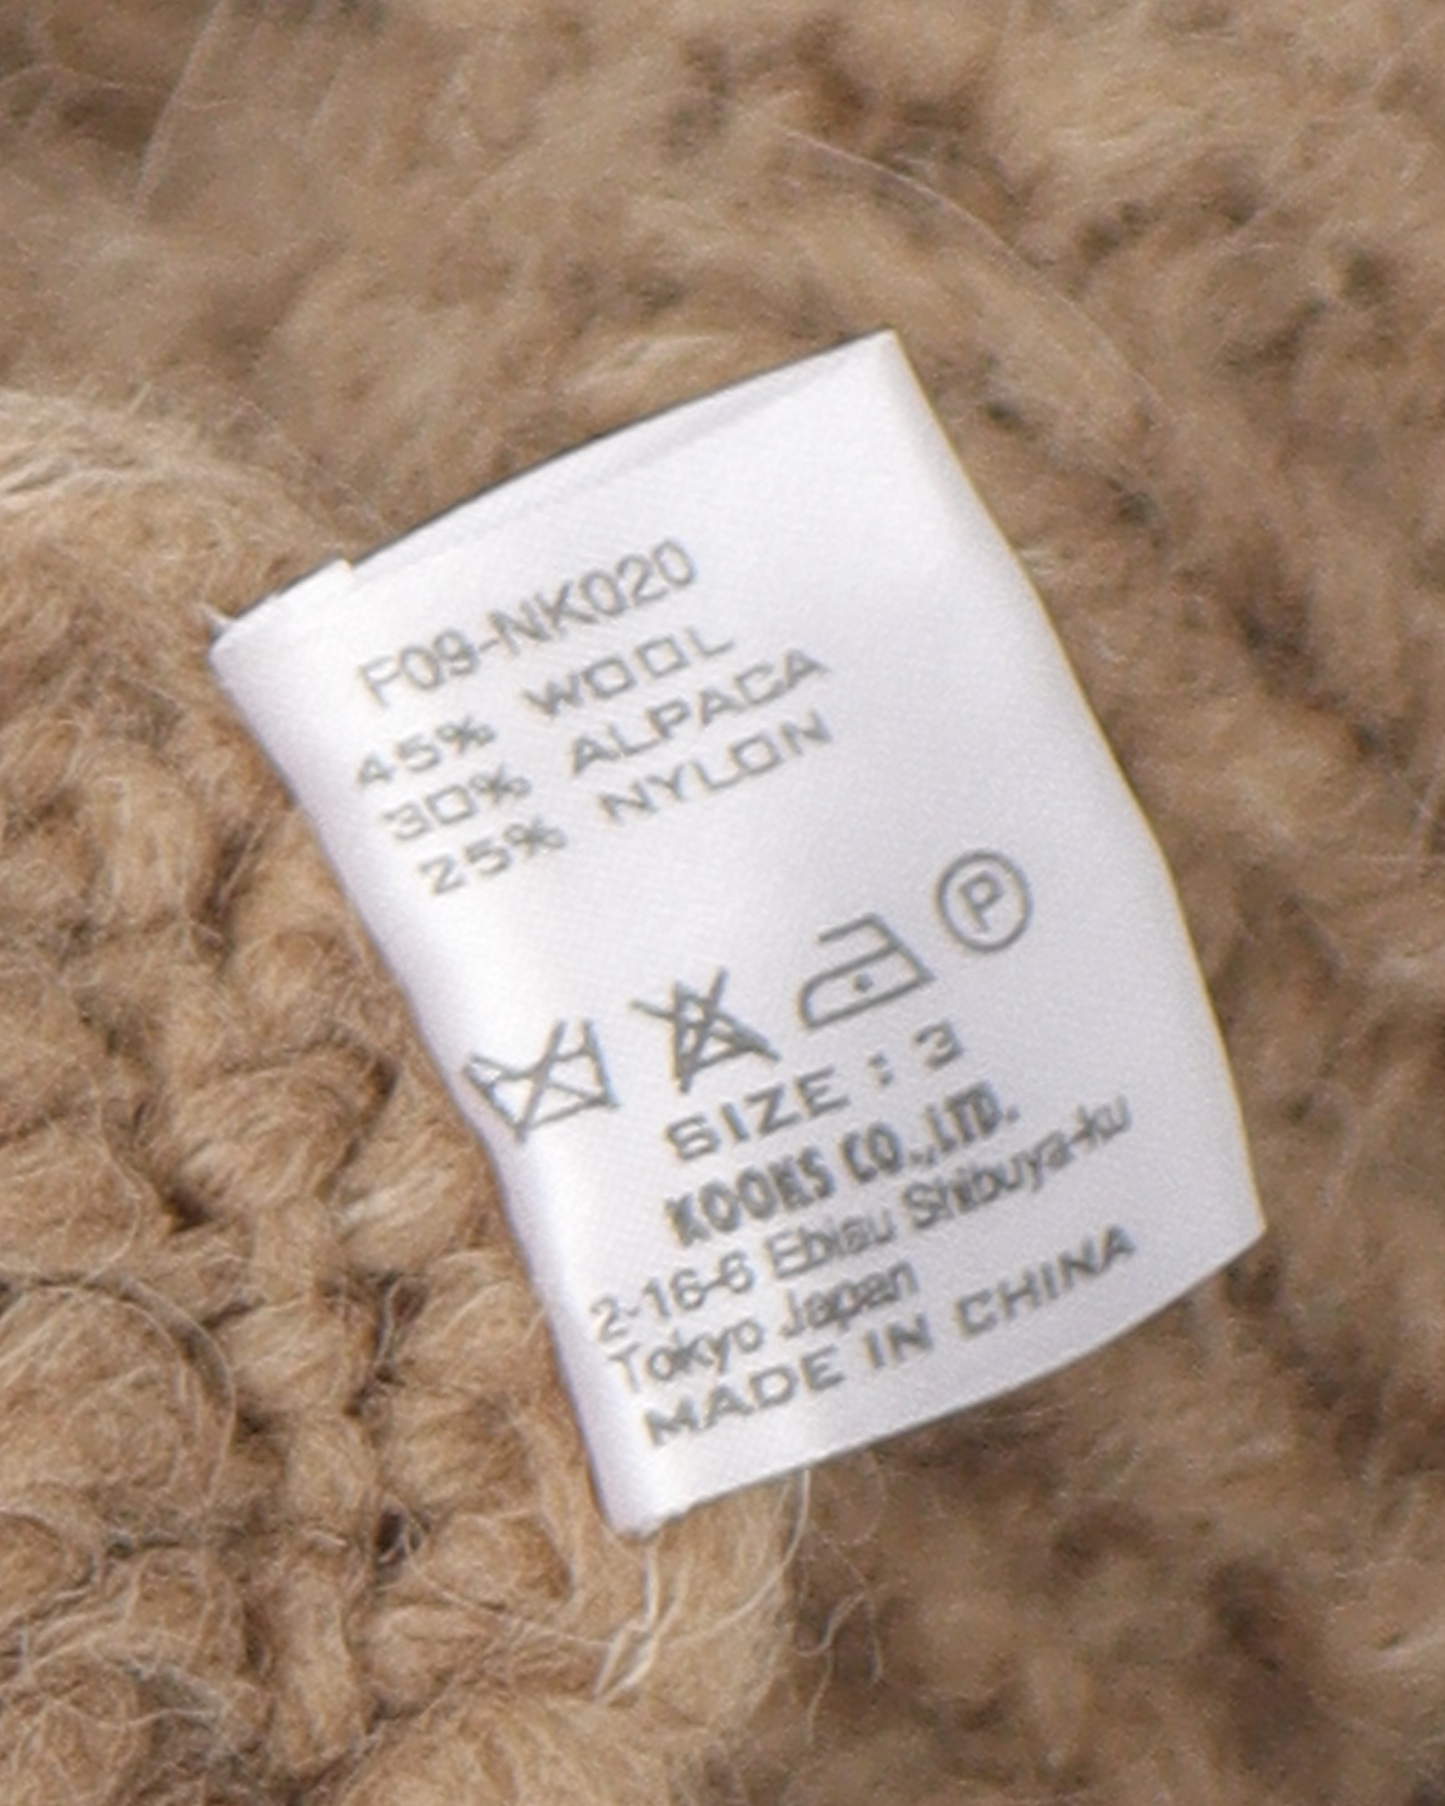 F09-NK020
45% WOOL
30% ALPACA
25% NYLON
P
SIZE : 3
KOOKS CO.,LTD.
2-16-6 Ebisu Shibuya-ku
Tokyo Japan
MADE IN CHINA